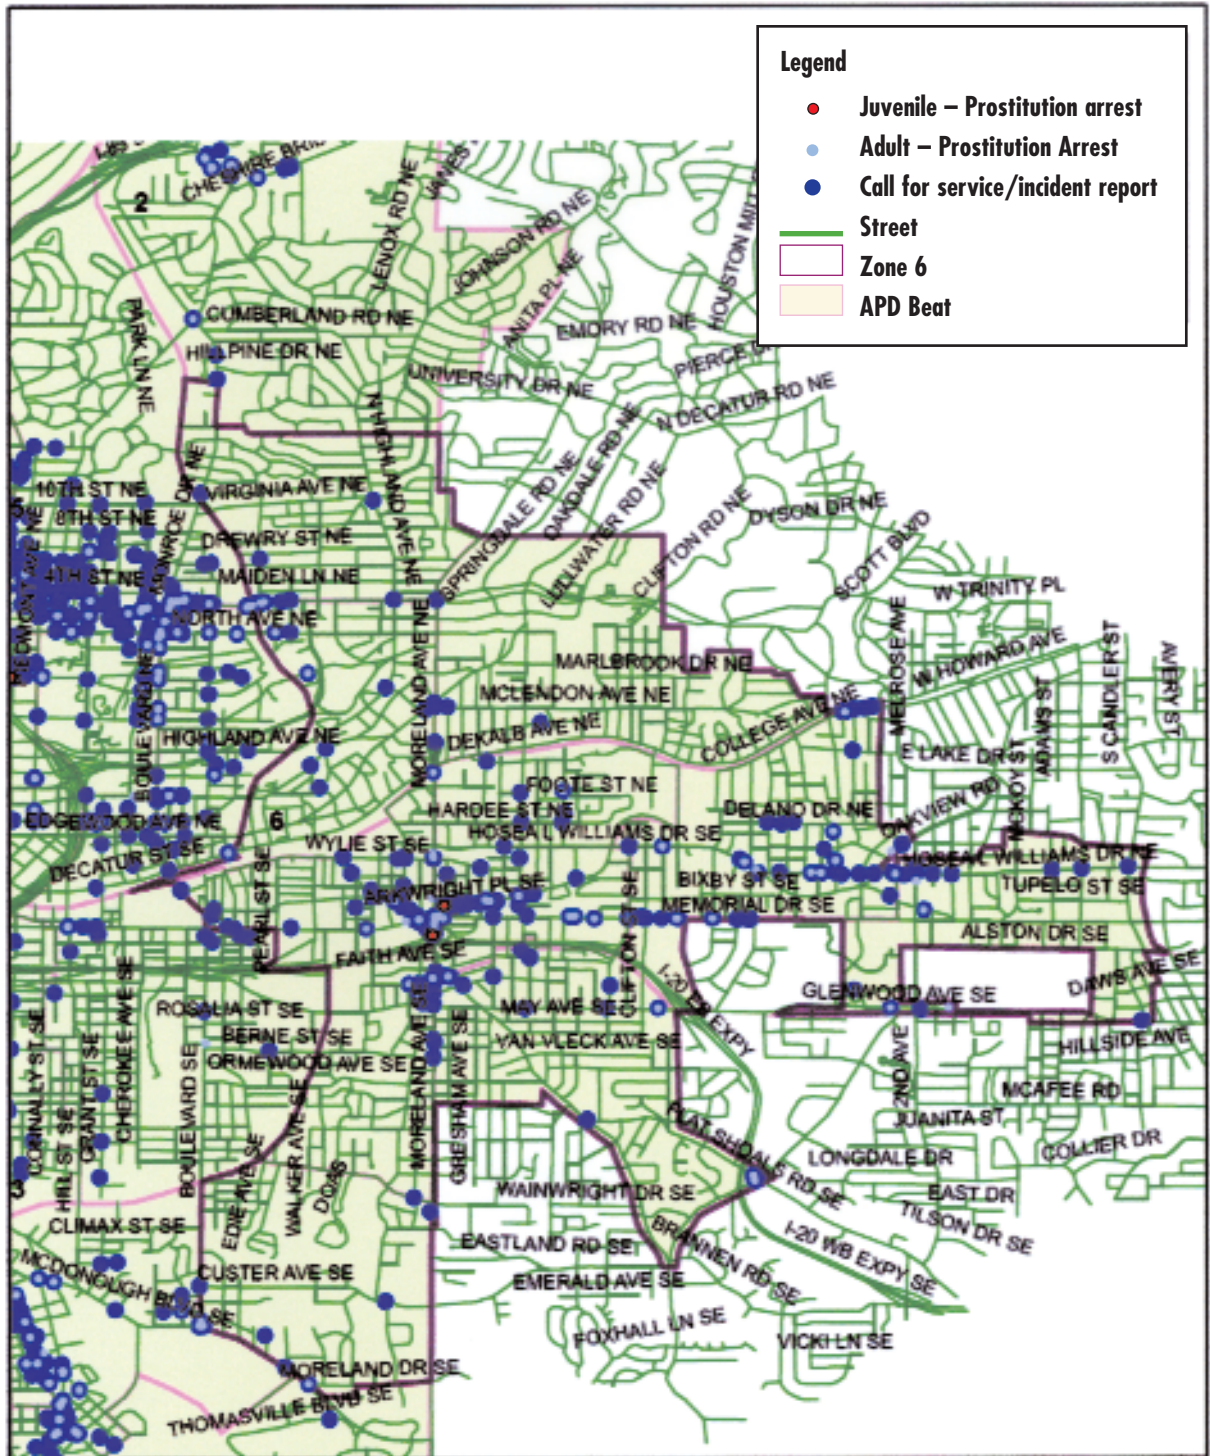 Legend
Juvenile – Prostitution arrest
Adult – Prostitution Arrest
Call for service/incident report
Street
Zone 6
APD Beat
2
LENOX RD NE
JOHNSON RD NE
ANITA PL NE
EMORY RD NE
CUMBERLAND RD NE
HILLPINE DR NE
PARK LN NE
UNIVERSITY DR NE
N DECATUR RD NE
N HIGHLAND AVE NE
VIRGINIA AVE NE
10TH ST NE
8TH ST NE
MONROE DR NE
DREWRY ST NE
4TH ST NE
MAIDEN LN NE
NORTH AVE NE
SPRINGDALE RD NE
OAKDALE RD NE
LULLWATER RD NE
CLIFTON RD NE
DYSON DR NE
SCOTT BLVD
W TRINITY PL
MELROSE AVE
W HOWARD AVE
S CANDLER ST
AVERY ST
ADAMS ST
MARLBROOK DR NE
MCLENDON AVE NE
MORELAND AVE NE
DEKALB AVE NE
COLLEGE AVE NE
E LAKE DR
MCKOY ST
OAKVIEW RD
BOULEVARD NE
HIGHLAND AVE NE
FOOTE ST NE
HARDEE ST NE
DELANO DR NE
EDGEWOOD AVE NE
6
WYLIE ST SE
HOSEA L WILLIAMS DR SE
HOSEA L WILLIAMS DR NE
DECATUR ST SE
PEARL ST SE
ARKWRIGHT PL SE
BIXBY ST SE
TUPELO ST SE
MEMORIAL DR SE
CLIFTON ST SE
ALSTON DR SE
FAITH AVE SE
I-20 EB EXPY
GLENWOOD AVE SE
DAWS AVE SE
ROSALIA ST SE
MAY AVE SE
BERNE ST SE
VAN VLECK AVE SE
HILLSIDE AVE
ORMEWOOD AVE SE
CONNALLY ST SE
HILL ST SE
GRANT ST SE
CHEROKEE AVE SE
BOULEVARD SE
WALKER AVE SE
EDIE AVE SE
MORELAND AVE SE
GRESHAM AVE SE
2ND AVE
MCAFEE RD
JUANITA ST
FLAT SHOALS RD SE
LONGDALE DR
COLLIER DR
3
WAINWRIGHT DR SE
EAST DR
TILSON DR SE
CLIMAX ST SE
EASTLAND RD SE
BRANNEN RD SE
I-20 WB EXPY SE
MCDONOUGH BLVD SE
CUSTER AVE SE
EMERALD AVE SE
FOXHALL LN SE
VICKI LN SE
MORELAND DR SE
THOMASVILLE BLVD SE